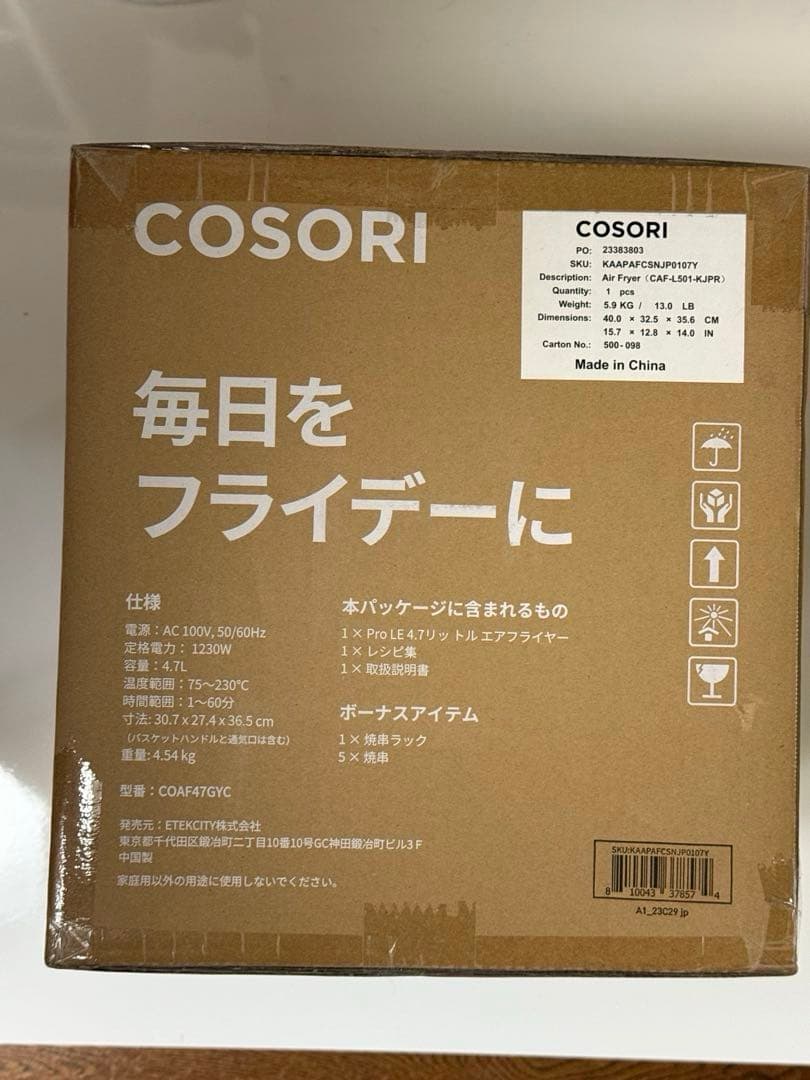 COSORI
COSORI
PO: 23383803
SKU: KAAPAFCSNJP0107Y
Description: Air Fryer（CAF-L501-KJPR）
Quantity: 1 pcs
Weight: 5.9 KG / 13.0 LB
Dimensions: 40.0 × 32.5 × 35.6 CM
15.7 × 12.8 × 14.0 IN
Carton No.: 500-098
Made in China
毎日を
フライデーに
仕様
電源：AC 100V, 50/60Hz
定格電力： 1230W
容量：4.7L
温度範囲：75〜230℃
時間範囲：1〜60分
寸法: 30.7 x 27.4 x 36.5 cm
（バスケットハンドルと通気口は含む）
重量: 4.54 kg
型番：COAF47GYC
本パッケージに含まれるもの
1 × Pro LE 4.7リットル エアフライヤー
1 × レシピ集
1 × 取扱説明書
ボーナスアイテム
1 × 焼串ラック
5 × 焼串
発売元：ETEKCITY株式会社
東京都千代田区鍛冶町二丁目10番10号GC神田鍛冶町ビル3Ｆ
中国製
家庭用以外の用途に使用しないでください。
SKU:KAAPAFCSNJP0107Y
8 10043 37857 4
A1_23C29 jp